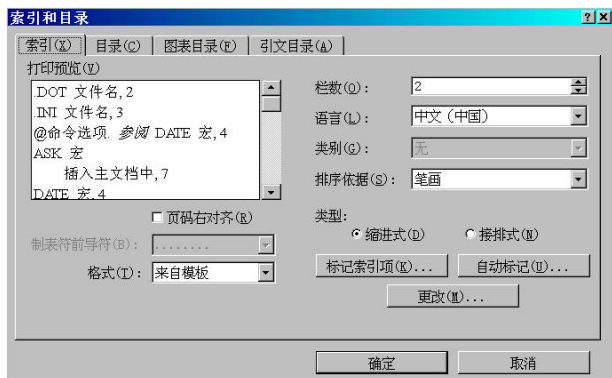 索引和目录
索引(X) 目录(C) 图表目录(F) 引文目录(A)
打印预览(V)
.DOT 文件名,2
.INI 文件名,3
@命令选项. 参阅 DATE 宏,4
ASK 宏
插入主文档中,7
DATE 宏,4
页码右对齐(R)
制表符前导符(B): ........
格式(T): 来自模板
栏数(O): 2
语言(L): 中文 (中国)
类别(G): 无
排序依据(S): 笔画
类型:
缩进式(D) 接排式(N)
标记索引项(K)... 自动标记(U)...
更改(M)...
确定 取消